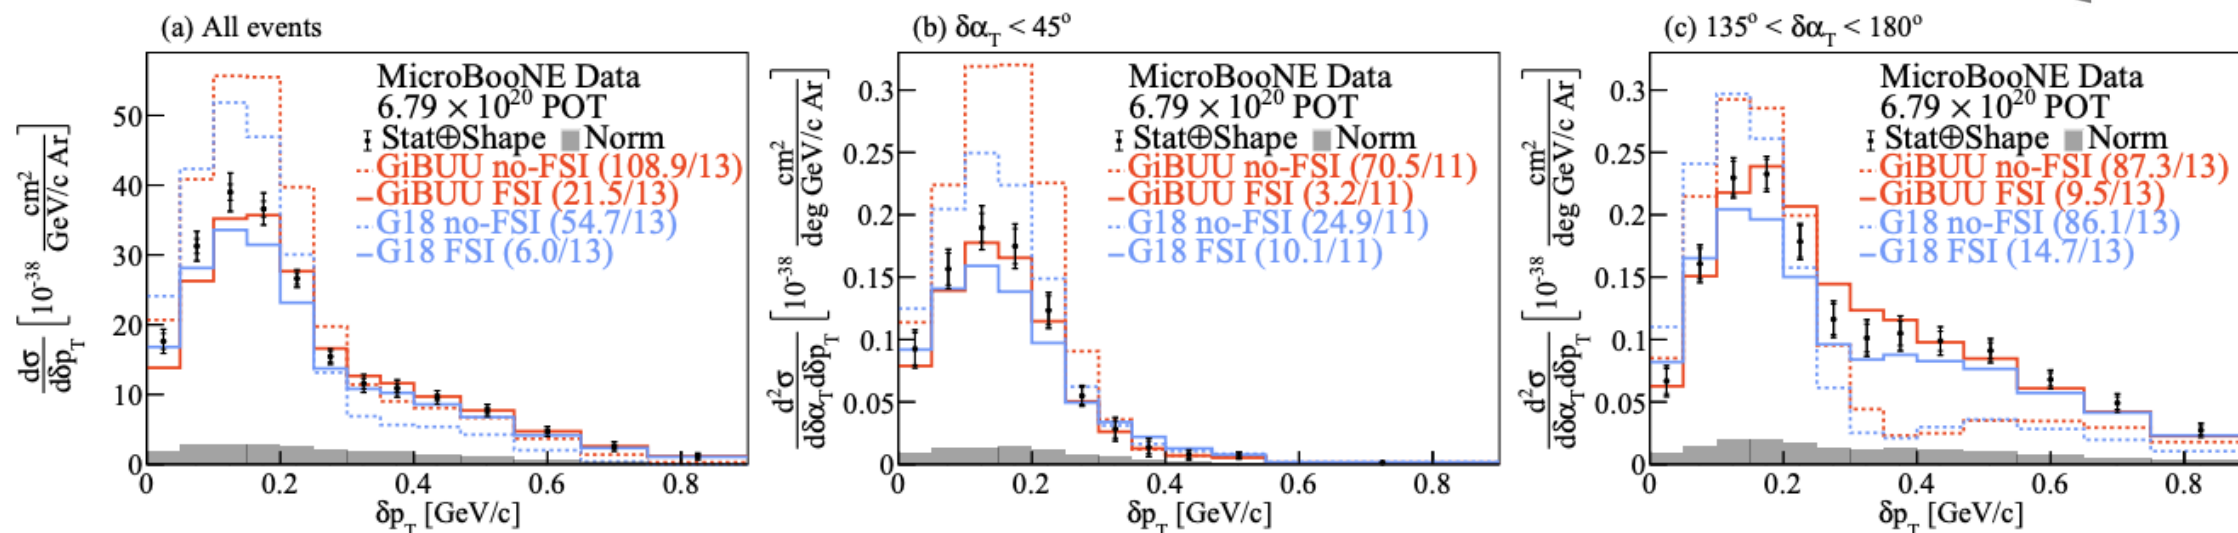 (a) All events
MicroBooNE Data
6.79 × 10²⁰ POT
Stat⊕Shape Norm
GiBUU no-FSI (108.9/13)
GiBUU FSI (21.5/13)
G18 no-FSI (54.7/13)
G18 FSI (6.0/13)
dσ/dδp_T [10⁻³⁸ cm²/GeV/c Ar]
50
40
30
20
10
0
0 0.2 0.4 0.6 0.8
δp_T [GeV/c]
(b) δα_T < 45°
MicroBooNE Data
6.79 × 10²⁰ POT
Stat⊕Shape Norm
GiBUU no-FSI (70.5/11)
GiBUU FSI (3.2/11)
G18 no-FSI (24.9/11)
G18 FSI (10.1/11)
d²σ/dδα_T dδp_T [10⁻³⁸ cm²/deg GeV/c Ar]
0.3
0.25
0.2
0.15
0.1
0.05
0
0 0.2 0.4 0.6 0.8
δp_T [GeV/c]
(c) 135° < δα_T < 180°
MicroBooNE Data
6.79 × 10²⁰ POT
Stat⊕Shape Norm
GiBUU no-FSI (87.3/13)
GiBUU FSI (9.5/13)
G18 no-FSI (86.1/13)
G18 FSI (14.7/13)
d²σ/dδα_T dδp_T [10⁻³⁸ cm²/deg GeV/c Ar]
0.3
0.25
0.2
0.15
0.1
0.05
0
0 0.2 0.4 0.6 0.8
δp_T [GeV/c]